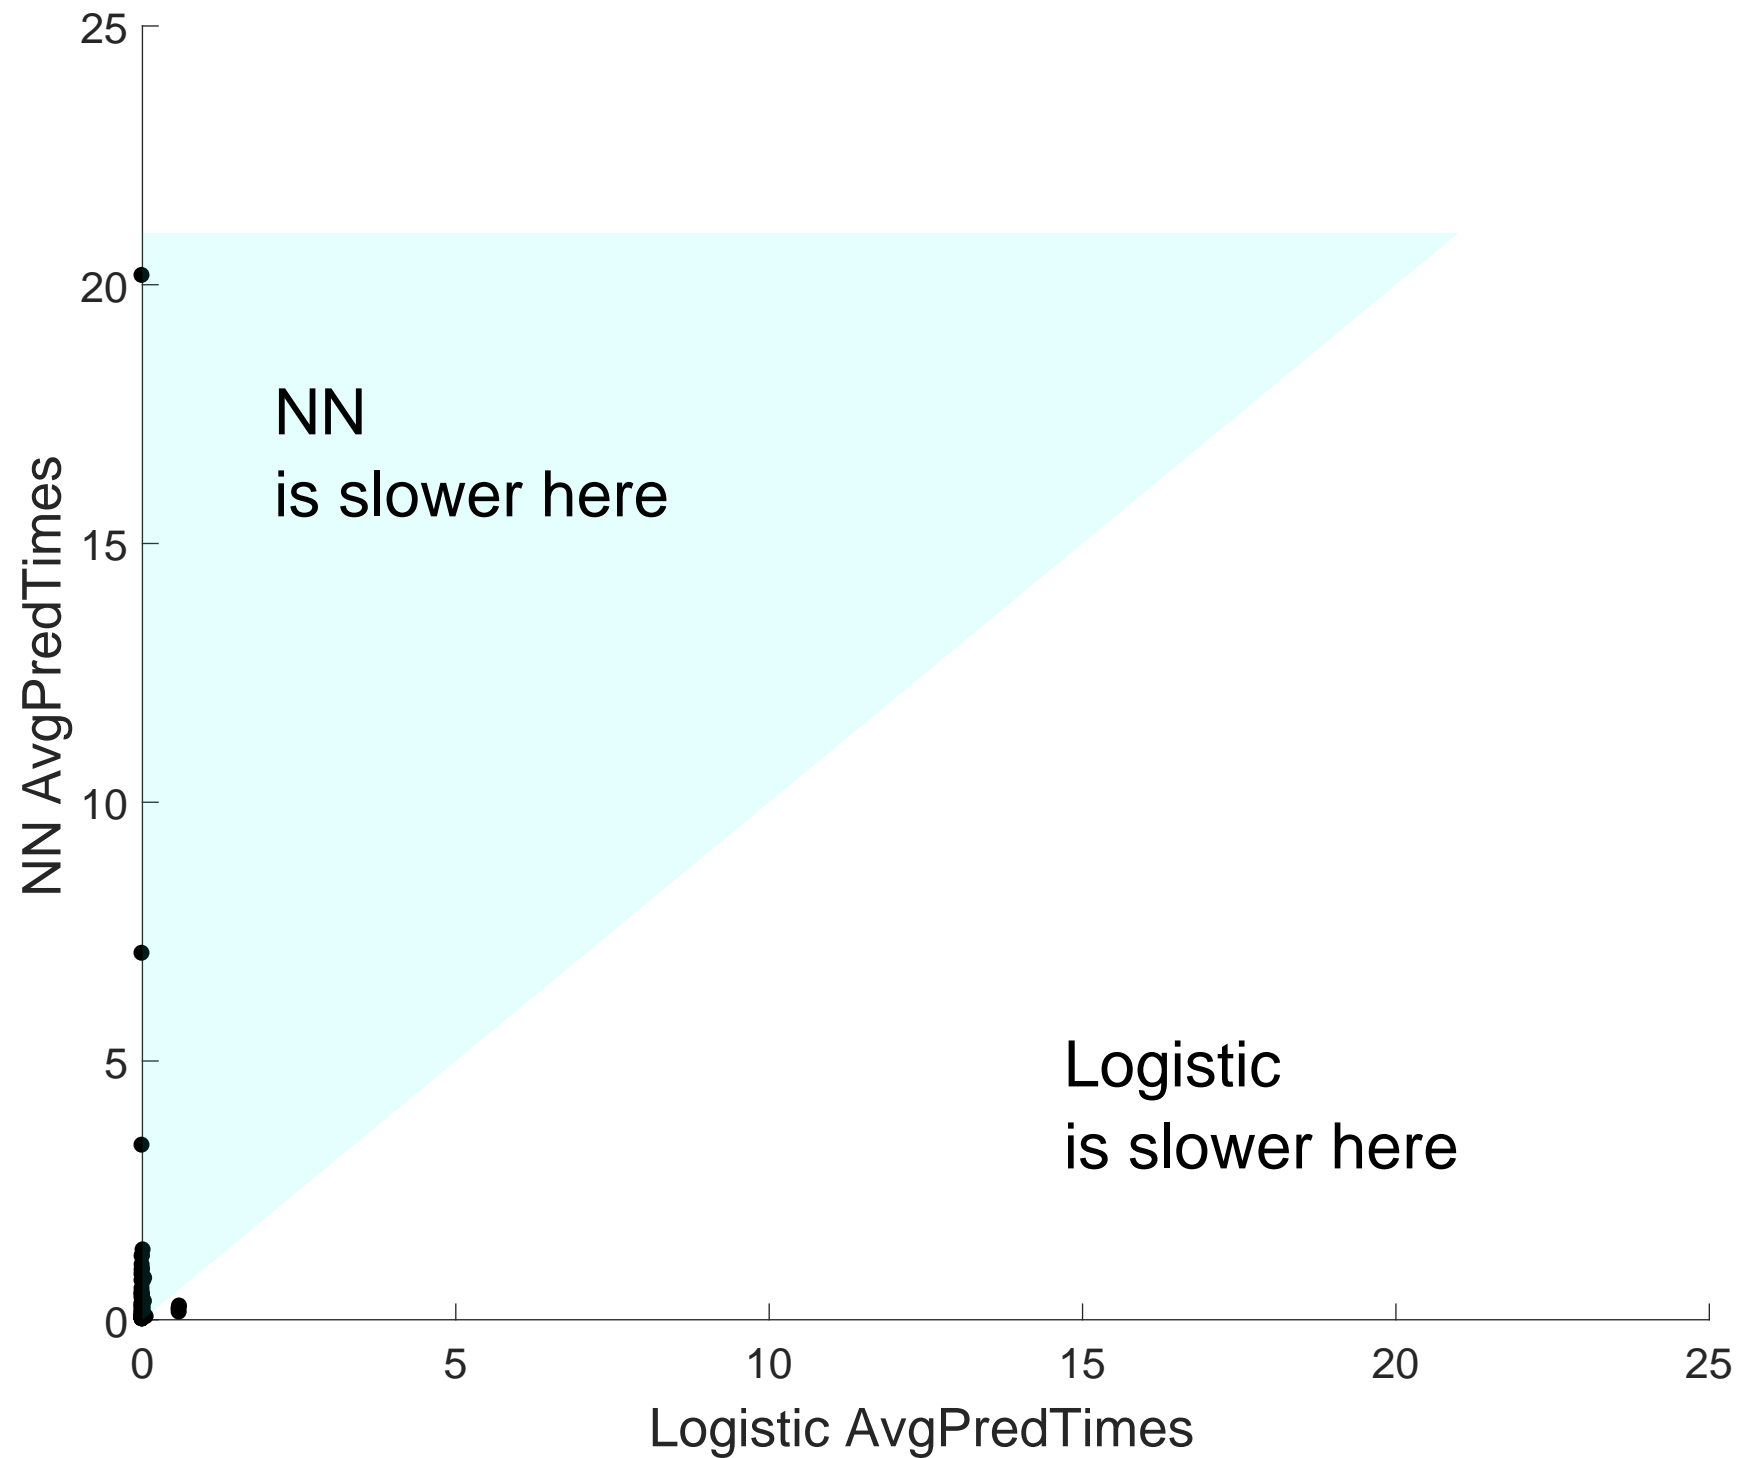 25
20
15
10
5
0
NN AvgPredTimes
NN
is slower here
Logistic
is slower here
0 5 10 15 20 25
Logistic AvgPredTimes